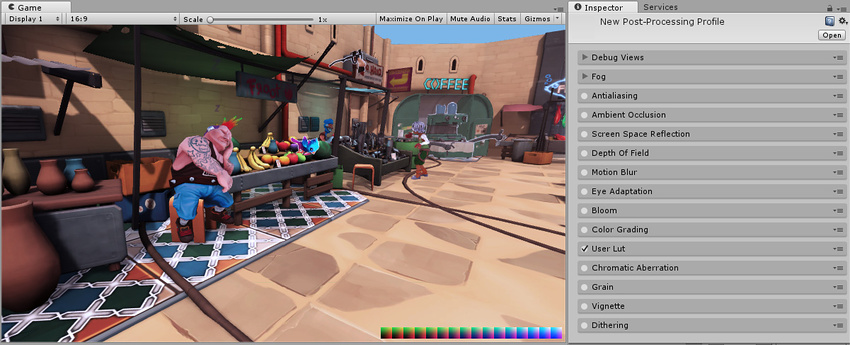 Game
Display 1
16:9
Scale
1x
Maximize On Play
Mute Audio
Stats
Gizmos
COFFEE
Inspector
Services
New Post-Processing Profile
Open
Debug Views
Fog
Antialiasing
Ambient Occlusion
Screen Space Reflection
Depth Of Field
Motion Blur
Eye Adaptation
Bloom
Color Grading
User Lut
Chromatic Aberration
Grain
Vignette
Dithering